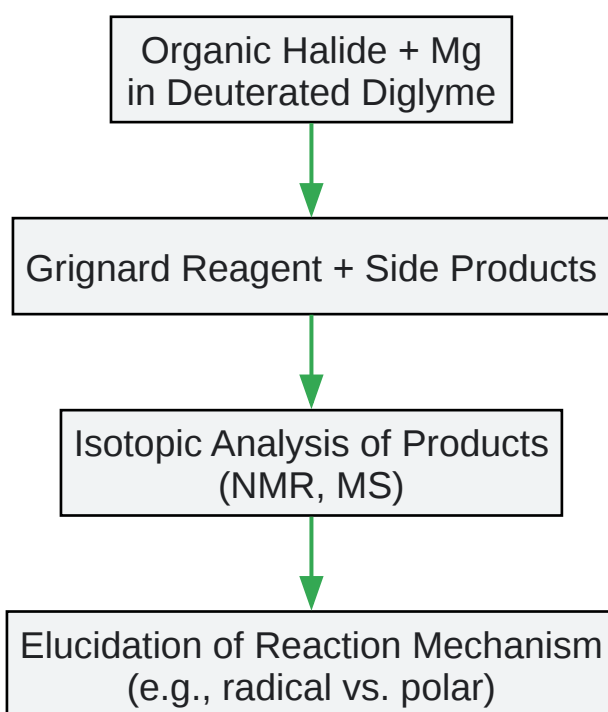 Organic Halide + Mg
in Deuterated Diglyme
Grignard Reagent + Side Products
Isotopic Analysis of Products
(NMR, MS)
Elucidation of Reaction Mechanism
(e.g., radical vs. polar)